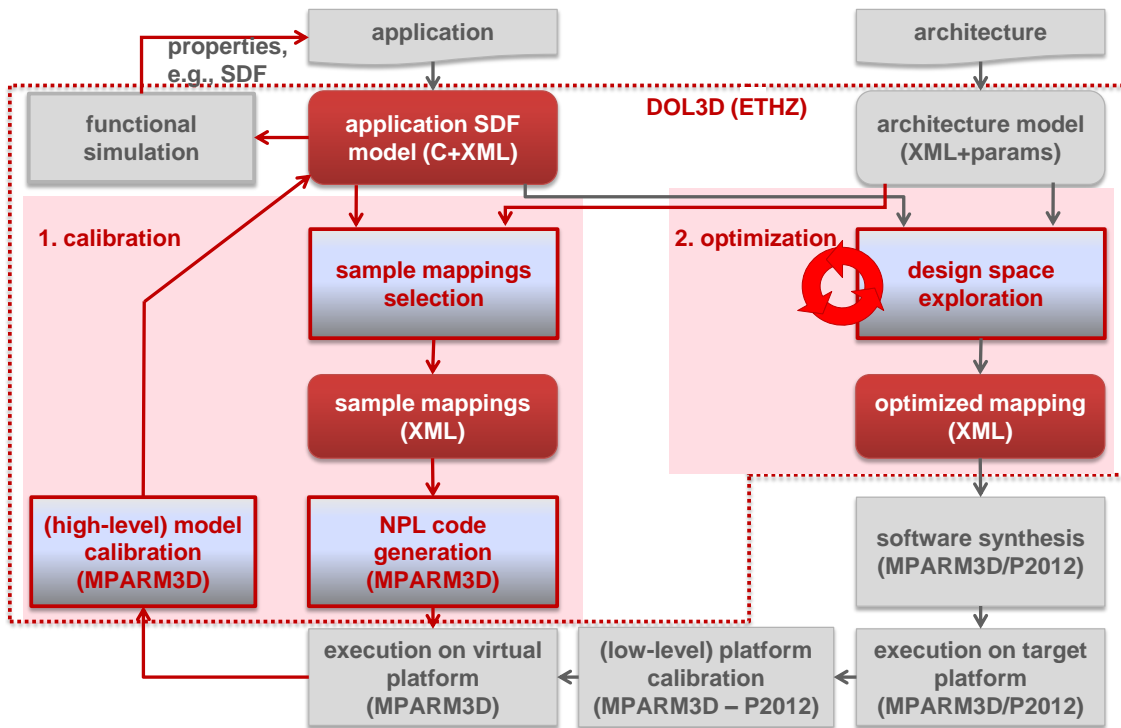 properties,
e.g., SDF
application
architecture
DOL3D (ETHZ)
functional
simulation
application SDF
model (C+XML)
architecture model
(XML+params)
1. calibration
2. optimization
sample mappings
selection
design space
exploration
sample mappings
(XML)
optimized mapping
(XML)
(high-level) model
calibration
(MPARM3D)
NPL code
generation
(MPARM3D)
software synthesis
(MPARM3D/P2012)
execution on virtual
platform
(MPARM3D)
(low-level) platform
calibration
(MPARM3D – P2012)
execution on target
platform
(MPARM3D/P2012)